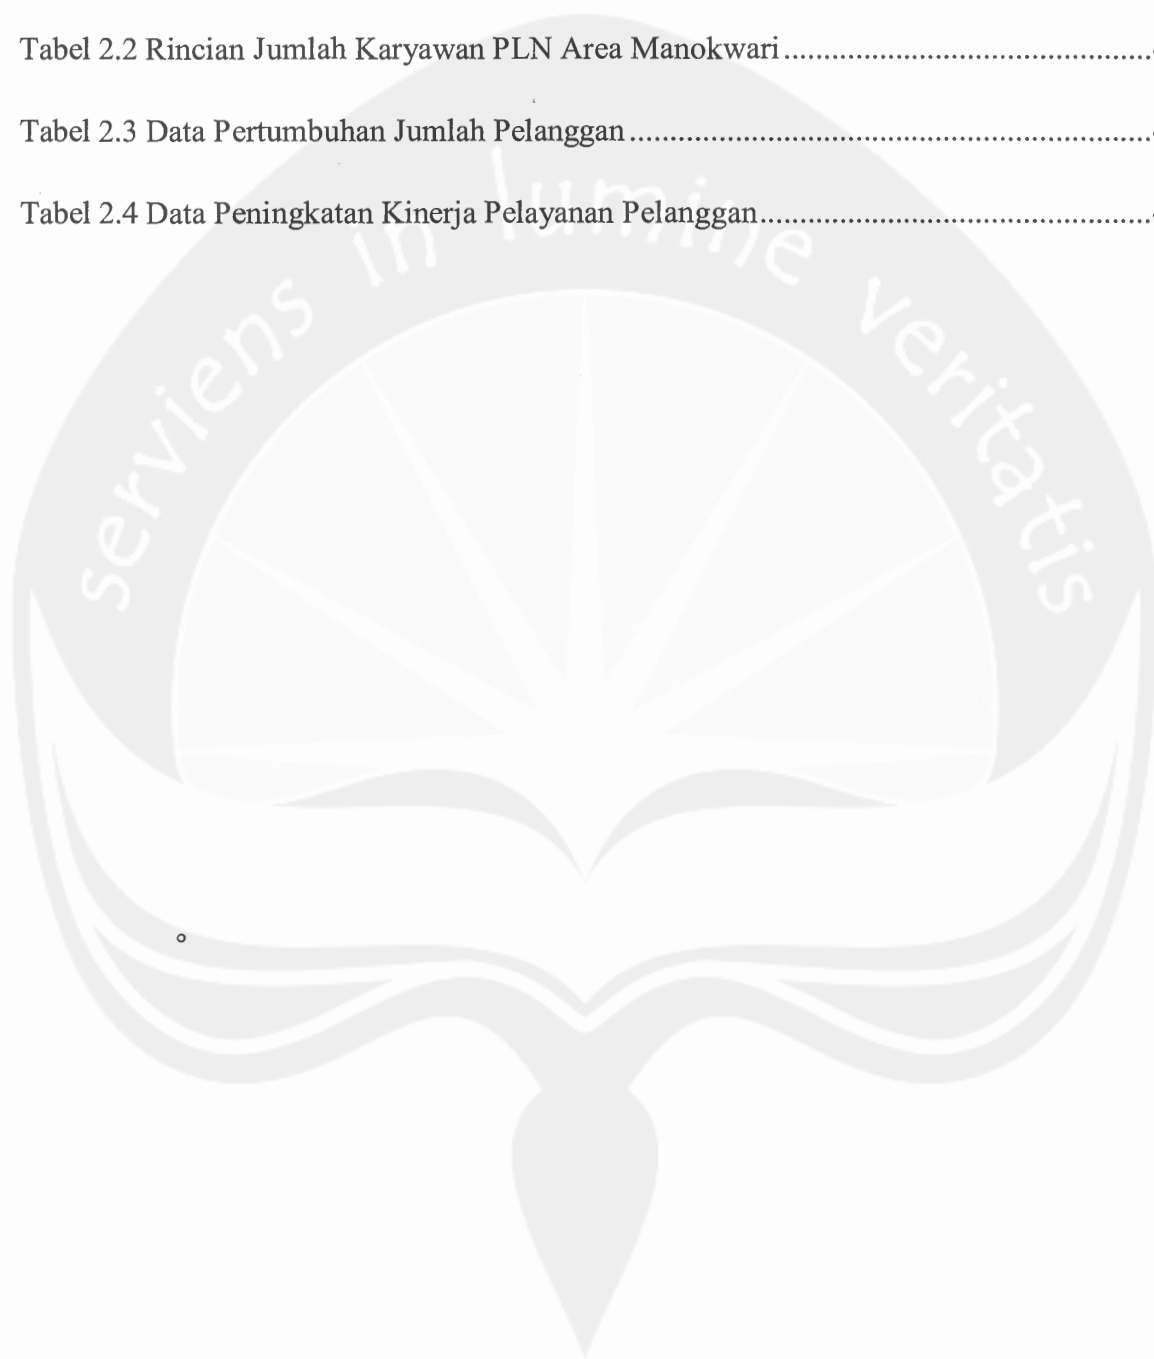 Tabel 2.2 Rincian Jumlah Karyawan PLN Area Manokwari..............................................
Tabel 2.3 Data Pertumbuhan Jumlah Pelanggan.................................................................
Tabel 2.4 Data Peningkatan Kinerja Pelayanan Pelanggan................................................
serviens in lumine veritatis